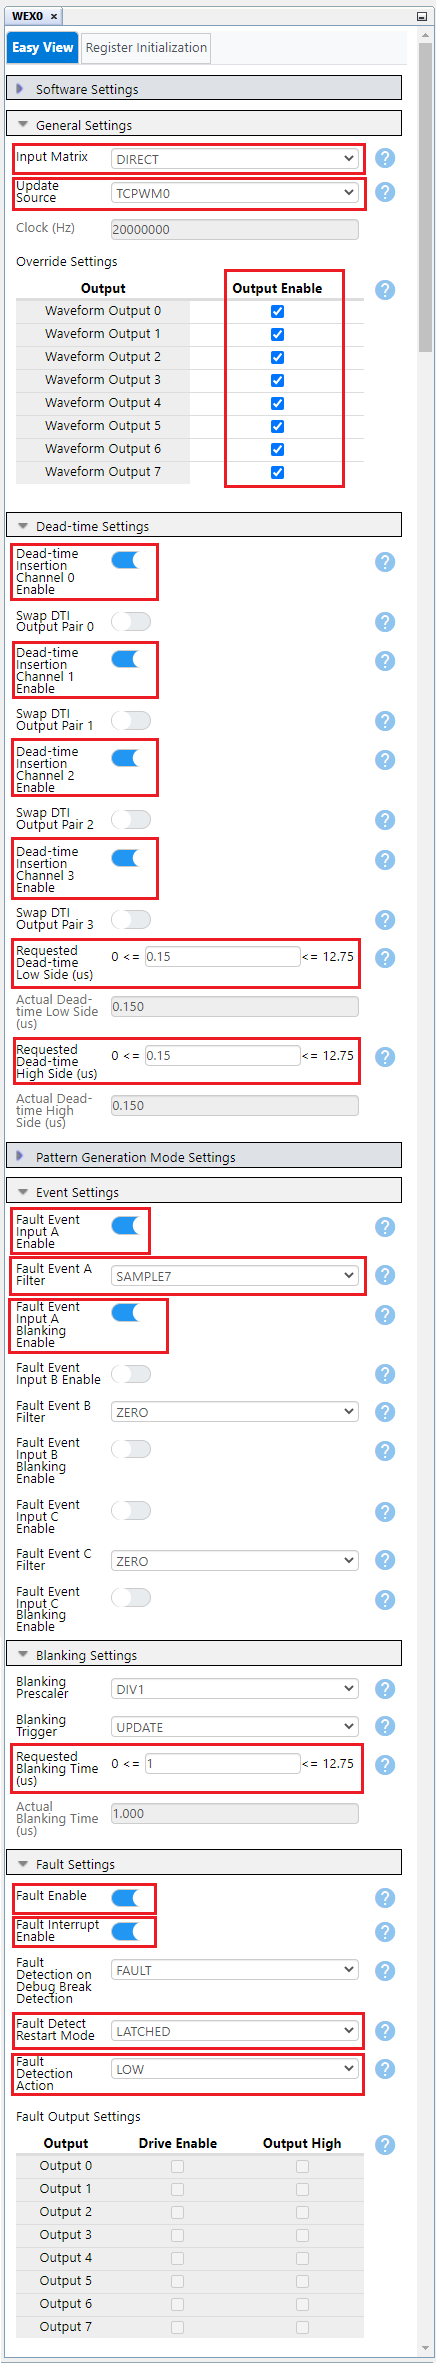 WEX0 ×
Easy View
Register Initialization
Software Settings
General Settings
Input Matrix
DIRECT
Update
Source
TCPWM0
Clock (Hz)
20000000
Override Settings
Output Output Enable
Waveform Output 0
Waveform Output 1
Waveform Output 2
Waveform Output 3
Waveform Output 4
Waveform Output 5
Waveform Output 6
Waveform Output 7
Dead-time Settings
Dead-time
Insertion
Channel 0
Enable
Swap DTI
Output Pair 0
Dead-time
Insertion
Channel 1
Enable
Swap DTI
Output Pair 1
Dead-time
Insertion
Channel 2
Enable
Swap DTI
Output Pair 2
Dead-time
Insertion
Channel 3
Enable
Swap DTI
Output Pair 3
Requested
Dead-time
Low Side (us)
0 <= 0.15 <= 12.75
Actual Dead-
time Low Side
(us)
0.150
Requested
Dead-time
High Side (us)
0 <= 0.15 <= 12.75
Actual Dead-
time High
Side (us)
0.150
Pattern Generation Mode Settings
Event Settings
Fault Event
Input A
Enable
Fault Event A
Filter
SAMPLE7
Fault Event
Input A
Blanking
Enable
Fault Event
Input B Enable
Fault Event B
Filter
ZERO
Fault Event
Input B
Blanking
Enable
Fault Event
Input C
Enable
Fault Event C
Filter
ZERO
Fault Event
Input C
Blanking
Enable
Blanking Settings
Blanking
Prescaler
DIV1
Blanking
Trigger
UPDATE
Requested
Blanking Time
(us)
0 <= 1 <= 12.75
Actual
Blanking Time
(us)
1.000
Fault Settings
Fault Enable
Fault Interrupt
Enable
Fault
Detection on
Debug Break
Detection
FAULT
Fault Detect
Restart Mode
LATCHED
Fault
Detection
Action
LOW
Fault Output Settings
Output Drive Enable Output High
Output 0
Output 1
Output 2
Output 3
Output 4
Output 5
Output 6
Output 7